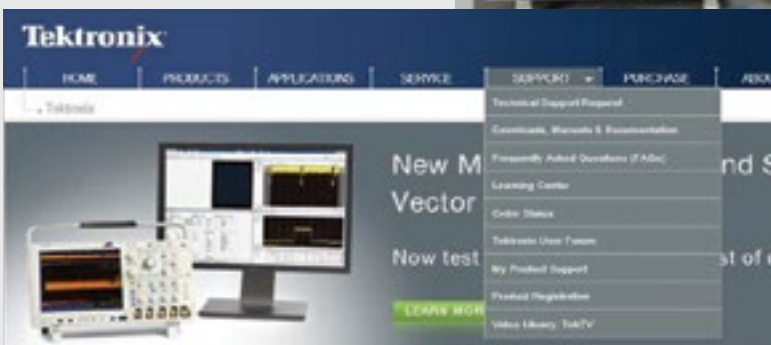 Tektronix
HOME PRODUCTS APPLICATIONS SERVICE SUPPORT PURCHASE ABOU
Tektronix
Technical Support Request
Downloads, Manuals & Documentation
Frequently Asked Questions (FAQs)
Learning Center
Order Status
Tektronix User Forum
My Product Support
Product Registration
Video Library, TekTV
New M nd S
Vector
Now test st of
LEARN MOR